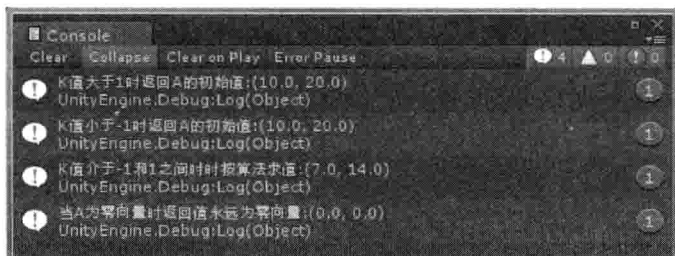 Console
Clear Collapse Clear on Play Error Pause 4 0 0
K值大于1时返回A的初始值:(10.0, 20.0)
UnityEngine.Debug:Log(Object)
1
K值小于-1时返回A的初始值:(10.0, 20.0)
UnityEngine.Debug:Log(Object)
1
K值介于-1和1之间时时按算法求值:(7.0, 14.0)
UnityEngine.Debug:Log(Object)
1
当A为零向量时返回值永远为零向量:(0.0, 0.0)
UnityEngine.Debug:Log(Object)
1